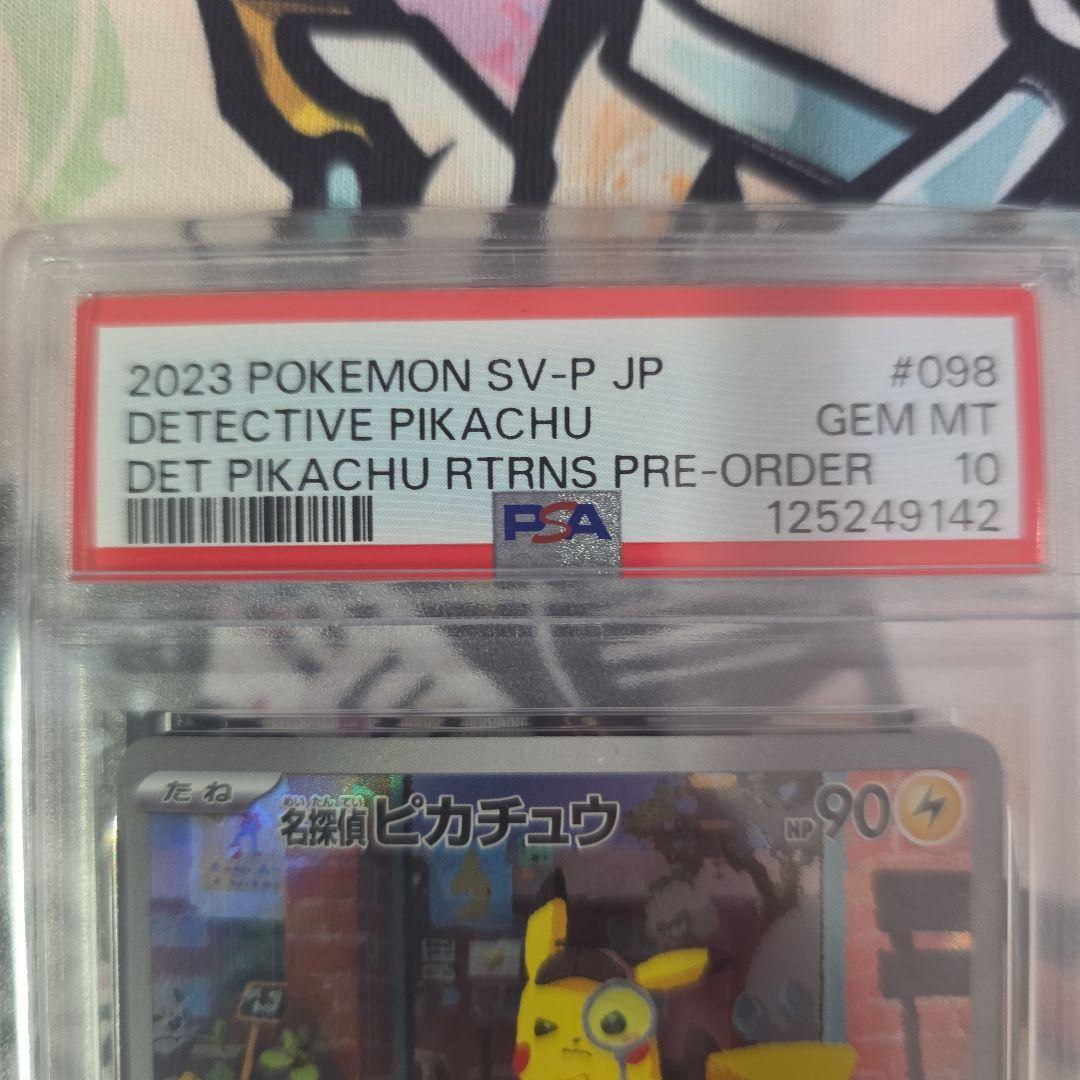 2023 POKEMON SV-P JP #098
DETECTIVE PIKACHU GEM MT
DET PIKACHU RTRNS PRE-ORDER 10
PSA 125249142
たね
めいたんてい
名探偵ピカチュウ HP 90